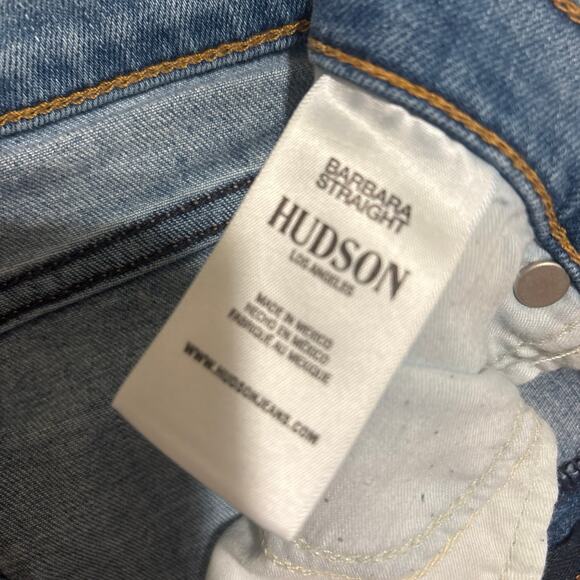 BARBARA
STRAIGHT
HUDSON
LOS ANGELES
MADE IN MEXICO
HECHO EN MÉXICO
FABRIQUÉ AU MEXIQUE
WWW.HUDSONJEANS.COM